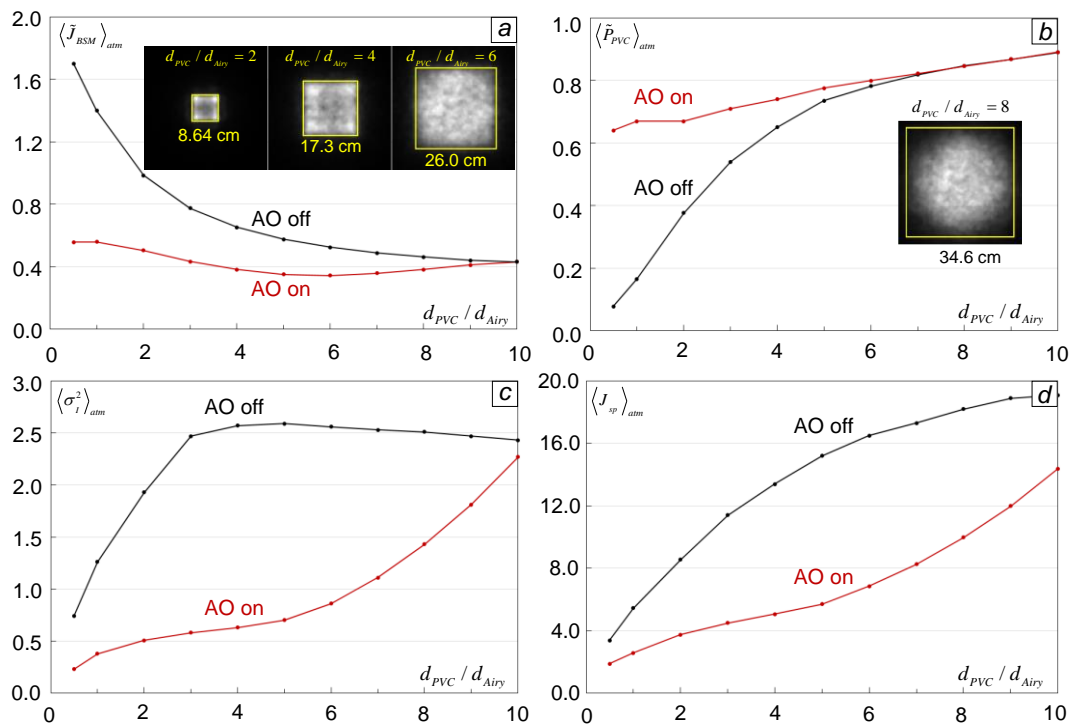 2.0
⟨J̃_BSM⟩_atm
a
1.6
d_PVC / d_Airy = 2
d_PVC / d_Airy = 4
d_PVC / d_Airy = 6
8.64 cm
17.3 cm
26.0 cm
1.2
0.8
AO off
0.4
AO on
d_PVC / d_Airy
0.0
0 2 4 6 8 10
1.0
⟨P̃_PVC⟩_atm
b
0.8
AO on
d_PVC / d_Airy = 8
0.6
AO off
0.4
34.6 cm
0.2
d_PVC / d_Airy
0.0
0 2 4 6 8 10
3.0
⟨σ_I^2⟩_atm
c
AO off
2.5
2.0
1.5
1.0
AO on
0.5
d_PVC / d_Airy
0.0
0 2 4 6 8 10
20.0
⟨J_sp⟩_atm
d
AO off
16.0
12.0
AO on
8.0
4.0
d_PVC / d_Airy
0.0
0 2 4 6 8 10